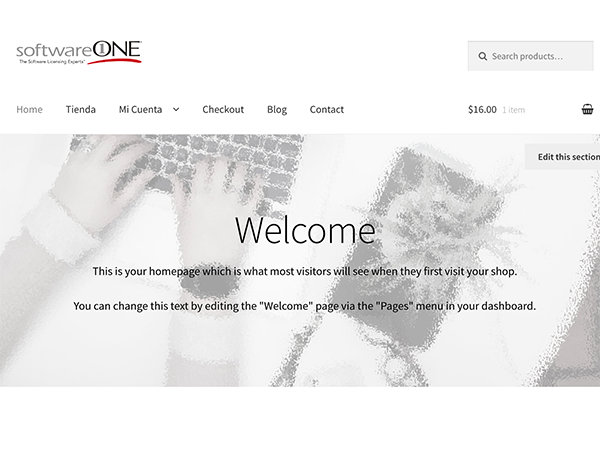 softwareONE
The Software Licensing Experts®
Search products…
Home Tienda Mi Cuenta Checkout Blog Contact $16.00 1 item
Edit this section
Welcome
This is your homepage which is what most visitors will see when they first visit your shop.
You can change this text by editing the "Welcome" page via the "Pages" menu in your dashboard.